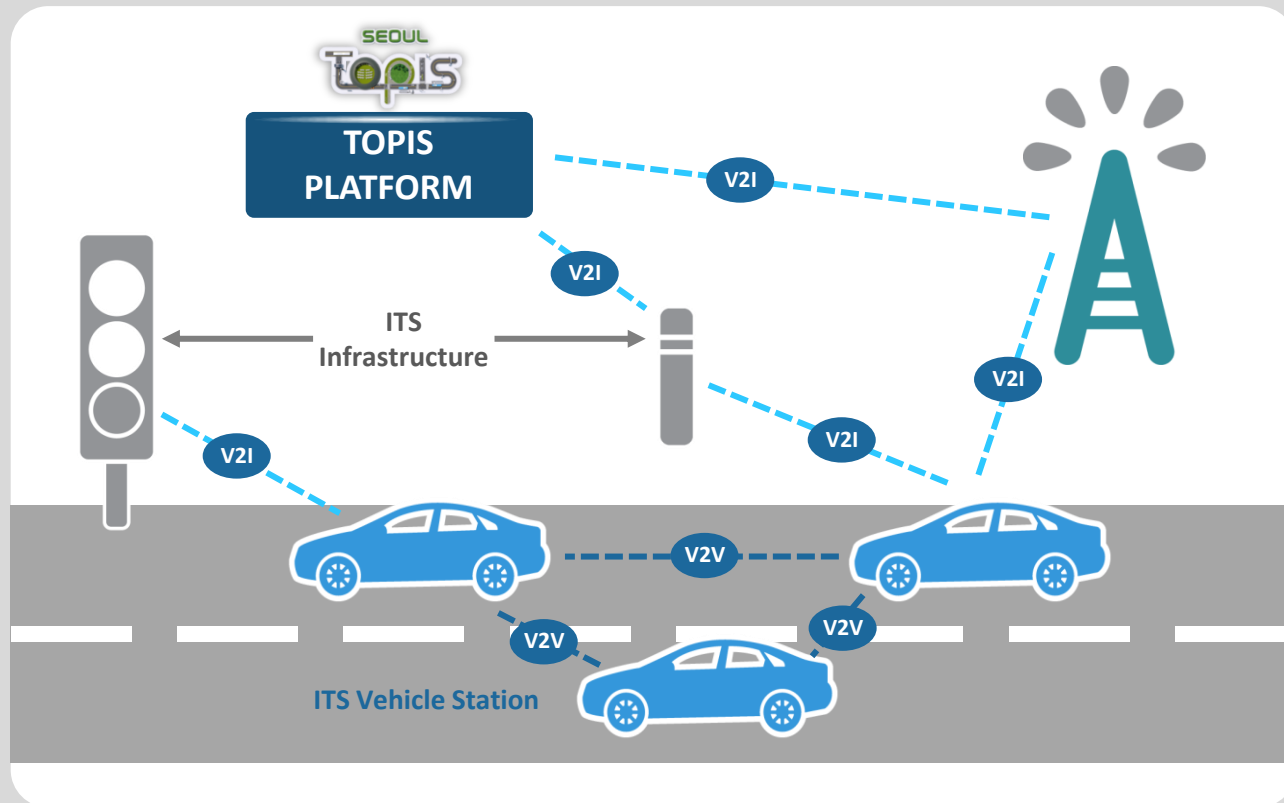 SEOUL
TOPIS
TOPIS
PLATFORM
V2I
V2I
ITS
Infrastructure
V2I
V2I
V2I
V2V
V2V
V2V
ITS Vehicle Station